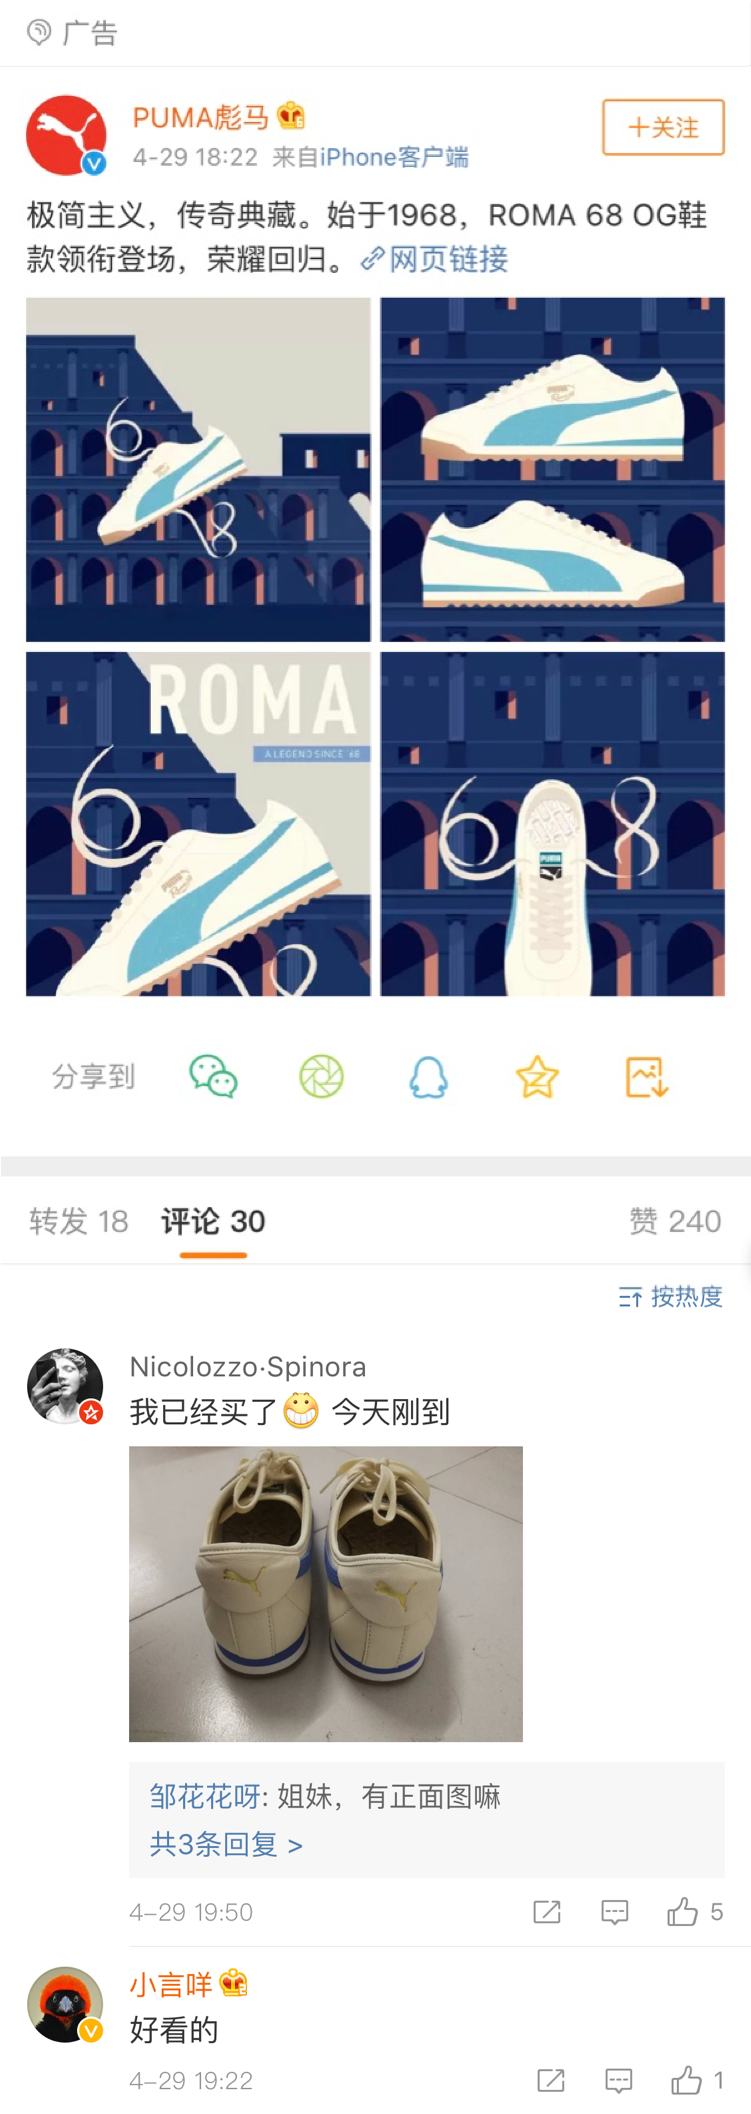 广告
PUMA彪马
+关注
4-29 18:22 来自iPhone客户端
极简主义，传奇典藏。始于1968，ROMA 68 OG鞋
款领衔登场，荣耀回归。网页链接
68
ROMA
A LEGEND SINCE '68
68
6 8
PUMA
分享到
转发 18 评论 30 赞 240
按热度
Nicolozzo·Spinora
我已经买了 今天刚到
邹花花呀: 姐妹，有正面图嘛
共3条回复 >
4-29 19:50 5
小言咩
好看的
4-29 19:22 1